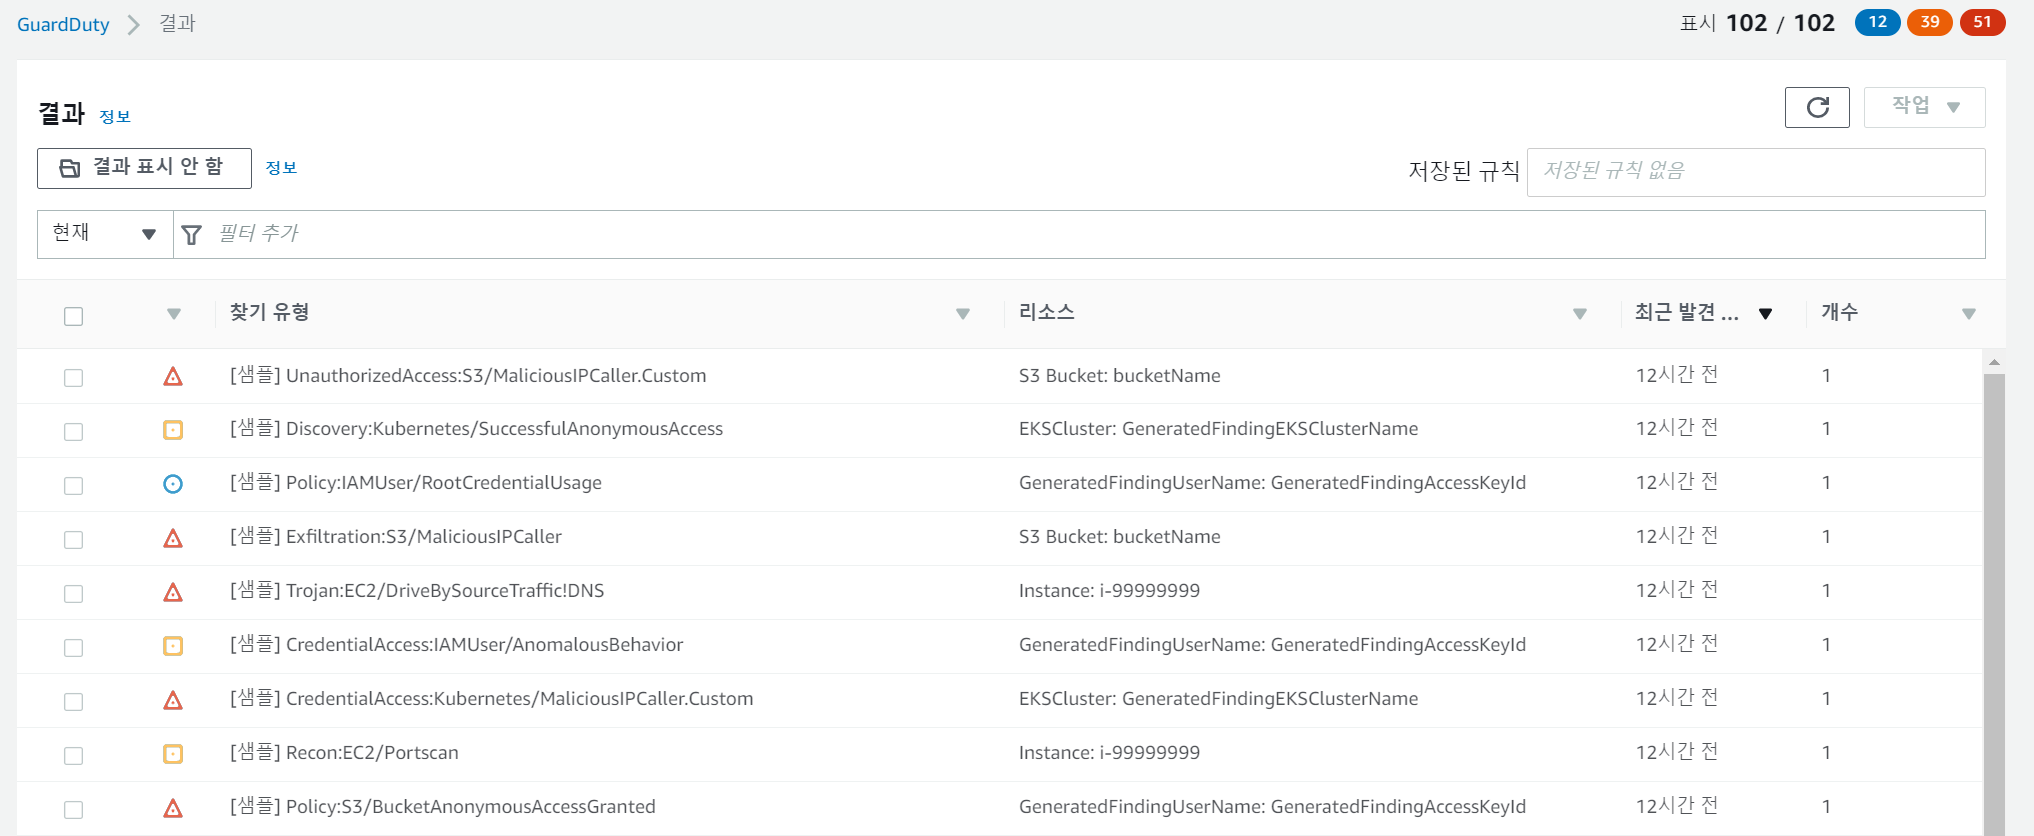 GuardDuty > 결과
표시 102 / 102 12 39 51
결과 정보
작업
결과 표시 안 함 정보
저장된 규칙 저장된 규칙 없음
현재 필터 추가
찾기 유형 리소스 최근 발견 ... 개수
[샘플] UnauthorizedAccess:S3/MaliciousIPCaller.Custom S3 Bucket: bucketName 12시간 전 1
[샘플] Discovery:Kubernetes/SuccessfulAnonymousAccess EKSCluster: GeneratedFindingEKSClusterName 12시간 전 1
[샘플] Policy:IAMUser/RootCredentialUsage GeneratedFindingUserName: GeneratedFindingAccessKeyId 12시간 전 1
[샘플] Exfiltration:S3/MaliciousIPCaller S3 Bucket: bucketName 12시간 전 1
[샘플] Trojan:EC2/DriveBySourceTraffic!DNS Instance: i-99999999 12시간 전 1
[샘플] CredentialAccess:IAMUser/AnomalousBehavior GeneratedFindingUserName: GeneratedFindingAccessKeyId 12시간 전 1
[샘플] CredentialAccess:Kubernetes/MaliciousIPCaller.Custom EKSCluster: GeneratedFindingEKSClusterName 12시간 전 1
[샘플] Recon:EC2/Portscan Instance: i-99999999 12시간 전 1
[샘플] Policy:S3/BucketAnonymousAccessGranted GeneratedFindingUserName: GeneratedFindingAccessKeyId 12시간 전 1